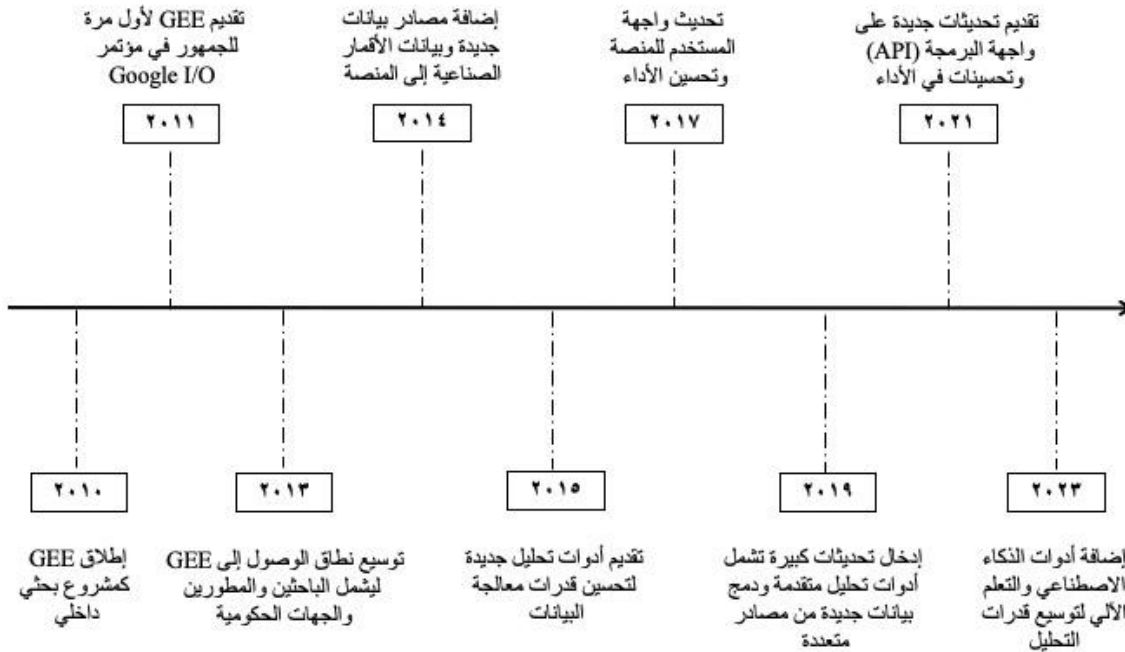 تقديم GEE لأول مرة
للجمهور في مؤتمر
Google I/O
٢٠١١
إضافة مصادر بيانات
جديدة وبيانات الأقمار
الصناعية إلى المنصة
٢٠١٤
تحديث واجهة
المستخدم للمنصة
وتحسين الأداء
٢٠١٧
تقديم تحديثات جديدة على
واجهة البرمجة (API)
وتحسينات في الأداء
٢٠٢١
٢٠١٠
إطلاق GEE
كمشروع بحثي
داخلي
٢٠١٣
توسيع نطاق الوصول إلى GEE
ليشمل الباحثين والمطورين
والجهات الحكومية
٢٠١٥
تقديم أدوات تحليل جديدة
لتحسين قدرات معالجة
البيانات
٢٠١٩
إدخال تحديثات كبيرة تشمل
أدوات تحليل متقدمة ودمج
بيانات جديدة من مصادر
متعددة
٢٠٢٣
إضافة أدوات الذكاء
الاصطناعي والتعلم
الآلي لتوسيع قدرات
التحليل